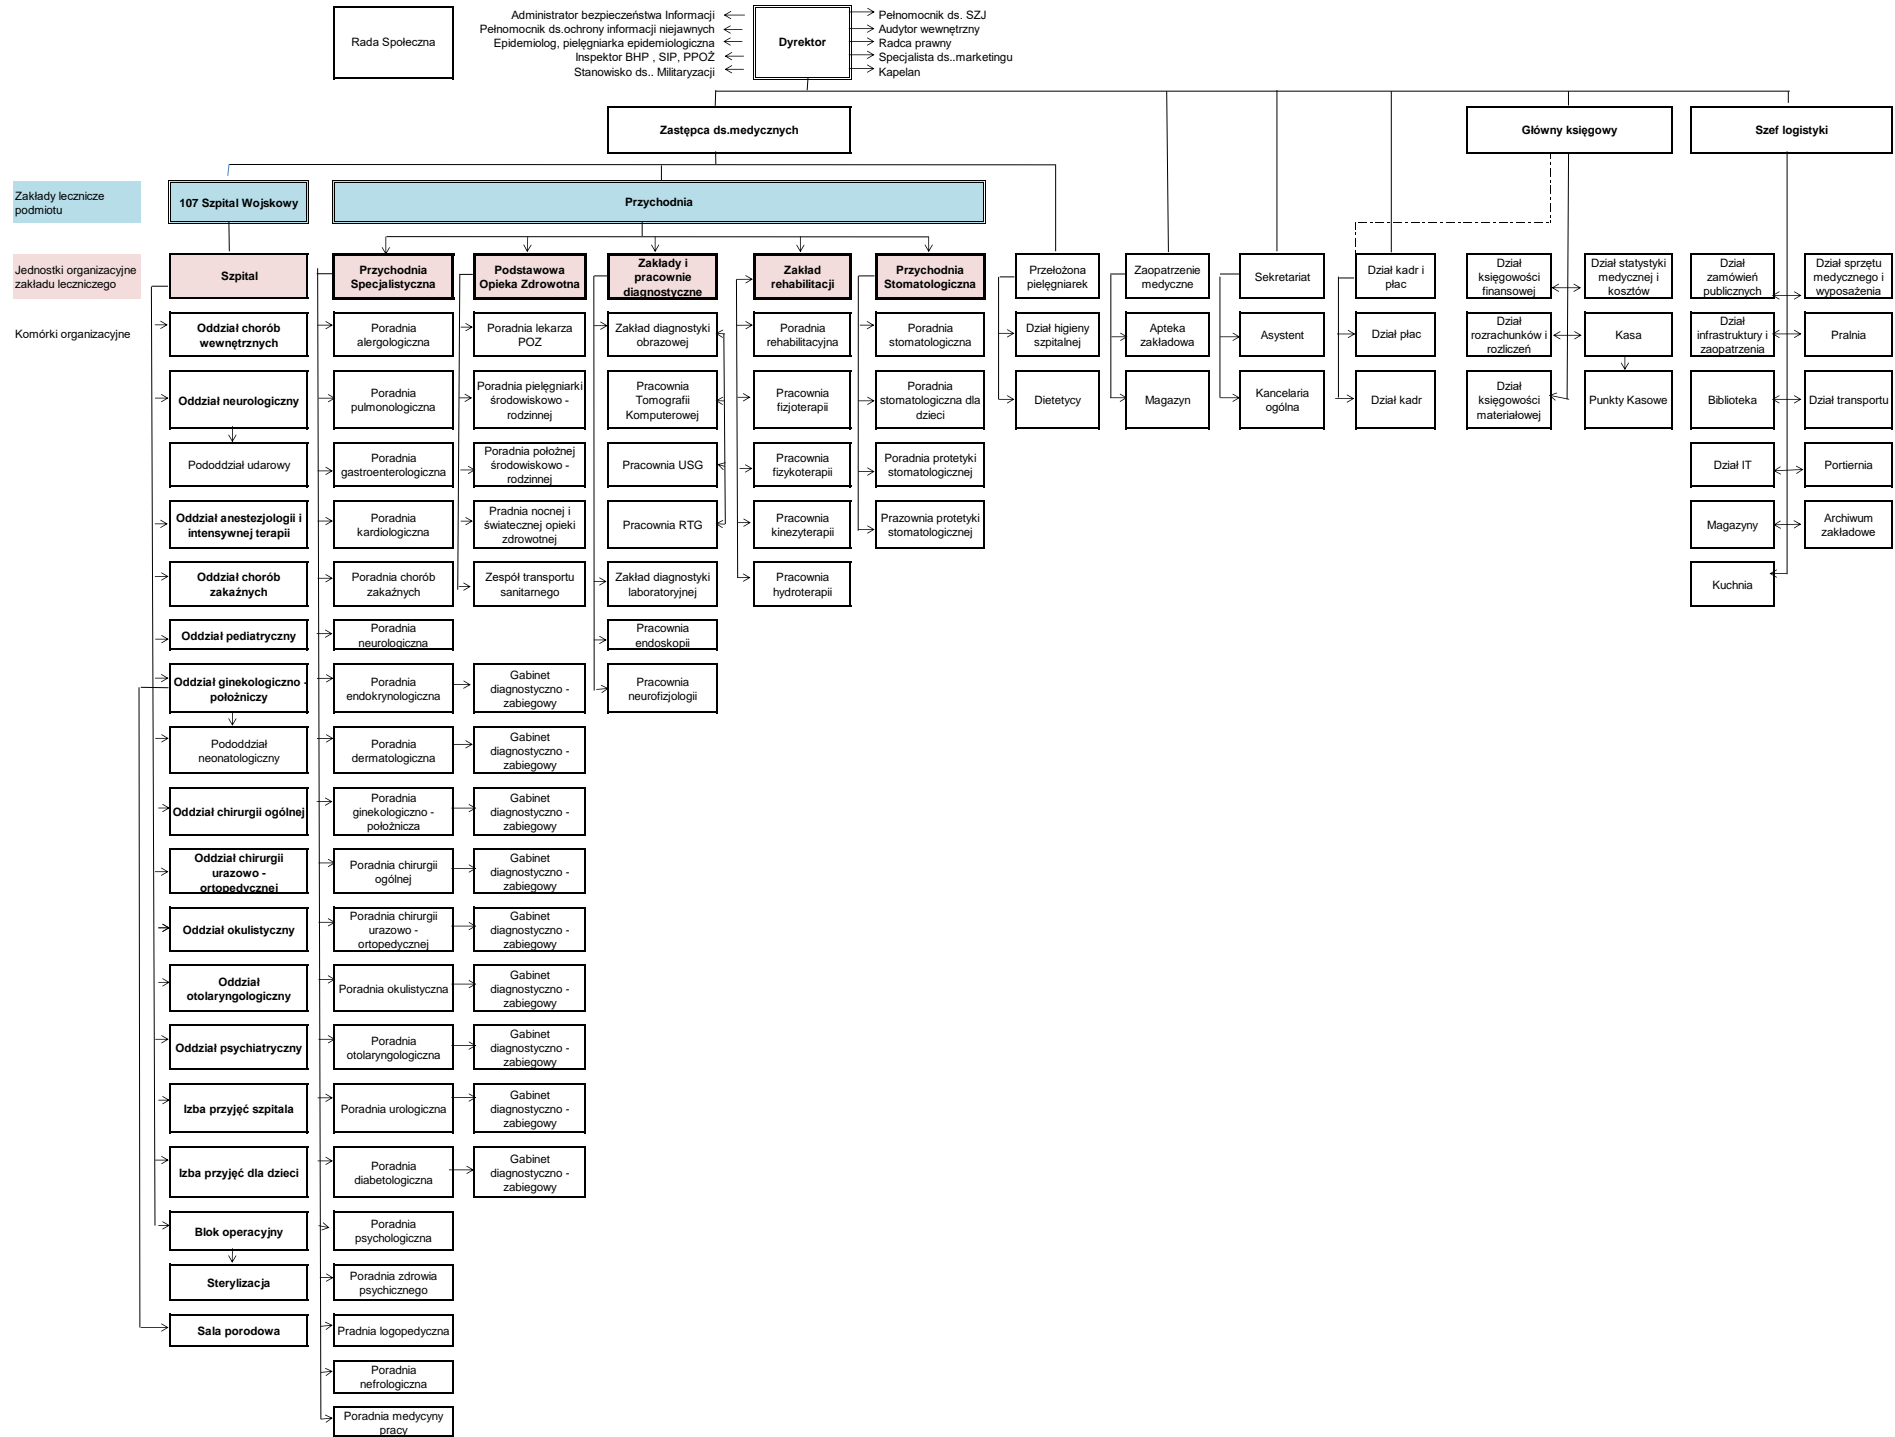 Rada Społeczna
Administrator bezpieczeństwa Informacji
Pełnomocnik ds.ochrony informacji niejawnych
Epidemiolog, pielęgniarka epidemiologiczna
Inspektor BHP , SIP, PPOŻ
Stanowisko ds.. Militaryzacji
Dyrektor
Pełnomocnik ds. SZJ
Audytor wewnętrzny
Radca prawny
Specjalista ds..marketingu
Kapelan
Zastępca ds.medycznych
Główny księgowy
Szef logistyki
Zakłady lecznicze
podmiotu
107 Szpital Wojskowy
Przychodnia
Jednostki organizacyjne
zakładu leczniczego
Komórki organizacyjne
Szpital
Oddział chorób
wewnętrznych
Oddział neurologiczny
Pododdział udarowy
Oddział anestezjologii i
intensywnej terapii
Oddział chorób
zakaźnych
Oddział pediatryczny
Oddział ginekologiczno -
położniczy
Pododdział
neonatologiczny
Oddział chirurgii ogólnej
Oddział chirurgii
urazowo -
ortopedycznej
Oddział okulistyczny
Oddział
otolaryngologiczny
Oddział psychiatryczny
Izba przyjęć szpitala
Izba przyjęć dla dzieci
Blok operacyjny
Sterylizacja
Sala porodowa
Przychodnia
Specjalistyczna
Poradnia
alergologiczna
Poradnia
pulmonologiczna
Poradnia
gastroenterologiczna
Poradnia
kardiologiczna
Poradnia chorób
zakaźnych
Poradnia
neurologiczna
Poradnia
endokrynologiczna
Poradnia
dermatologiczna
Poradnia
ginekologiczno -
położnicza
Poradnia chirurgii
ogólnej
Poradnia chirurgii
urazowo -
ortopedycznej
Poradnia okulistyczna
Poradnia
otolaryngologiczna
Poradnia urologiczna
Poradnia
diabetologiczna
Poradnia
psychologiczna
Poradnia zdrowia
psychicznego
Pradnia logopedyczna
Poradnia
nefrologiczna
Poradnia medycyny
pracy
Podstawowa
Opieka Zdrowotna
Poradnia lekarza
POZ
Poradnia pielęgniarki
środowiskowo -
rodzinnej
Poradnia położnej
środowiskowo -
rodzinnej
Pradnia nocnej i
światecznej opieki
zdrowotnej
Zespół transportu
sanitarnego
Gabinet
diagnostyczno -
zabiegowy
Gabinet
diagnostyczno -
zabiegowy
Gabinet
diagnostyczno -
zabiegowy
Gabinet
diagnostyczno -
zabiegowy
Gabinet
diagnostyczno -
zabiegowy
Gabinet
diagnostyczno -
zabiegowy
Gabinet
diagnostyczno -
zabiegowy
Gabinet
diagnostyczno -
zabiegowy
Gabinet
diagnostyczno -
zabiegowy
Zakłady i
pracownie
diagnostyczne
Zakład diagnostyki
obrazowej
Pracownia
Tomografii
Komputerowej
Pracownia USG
Pracownia RTG
Zakład diagnostyki
laboratoryjnej
Pracownia
endoskopii
Pracownia
neurofizjologii
Zakład
rehabilitacji
Poradnia
rehabilitacyjna
Pracownia
fizjoterapii
Pracownia
fizykoterapii
Pracownia
kinezyterapii
Pracownia
hydroterapii
Przychodnia
Stomatologiczna
Poradnia
stomatologiczna
Poradnia
stomatologiczna dla
dzieci
Poradnia protetyki
stomatologicznej
Prazownia protetyki
stomatologicznej
Przełożona
pielęgniarek
Dział higieny
szpitalnej
Dietetycy
Zaopatrzenie
medyczne
Apteka
zakładowa
Magazyn
Sekretariat
Asystent
Kancelaria
ogólna
Dział kadr i
płac
Dział płac
Dział kadr
Dział
księgowości
finansowej
Dział
rozrachunków i
rozliczeń
Dział
księgowości
materiałowej
Dział statystyki
medycznej i
kosztów
Kasa
Punkty Kasowe
Dział
zamówień
publicznych
Dział
infrastruktury i
zaopatrzenia
Biblioteka
Dział IT
Magazyny
Kuchnia
Dział sprzętu
medycznego i
wyposażenia
Pralnia
Dział transportu
Portiernia
Archiwum
zakładowe